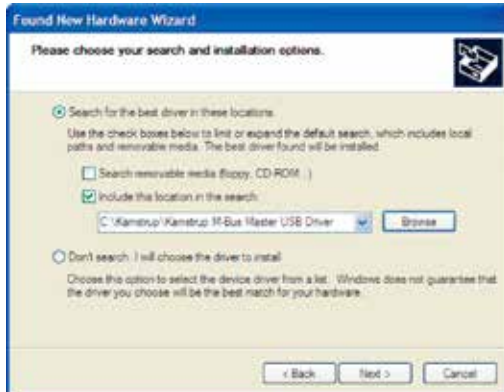 Found New Hardware Wizard
Please choose your search and installation options.
Search for the best driver in these locations.
Use the check boxes below to limit or expand the default search, which includes local
paths and removable media. The best driver found will be installed.
Search removable media (floppy, CD-ROM...)
Include this location in the search:
C:\Kamstrup\Kamstrup M-Bus Master USB Driver
Browse
Don't search. I will choose the driver to install.
Choose this option to select the device driver from a list. Windows does not guarantee that
the driver you choose will be the best match for your hardware.
< Back
Next >
Cancel